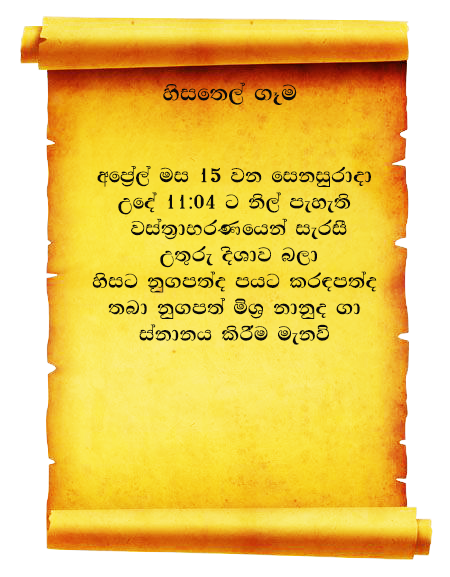 හිසතෙල් ගෑම
අප්‍රේල් මස 15 වන සෙනසුරාදා
උදේ 11:04 ට නිල් පැහැති
වස්ත්‍රාභරණයෙන් සැරසී
උතුරු දිශාව බලා
හිසට නුගපත්ද පයට කරඳපත්ද
තබා නුගපත් මිශ්‍ර නානුද ගා
ස්නානය කිරීම මැනවි